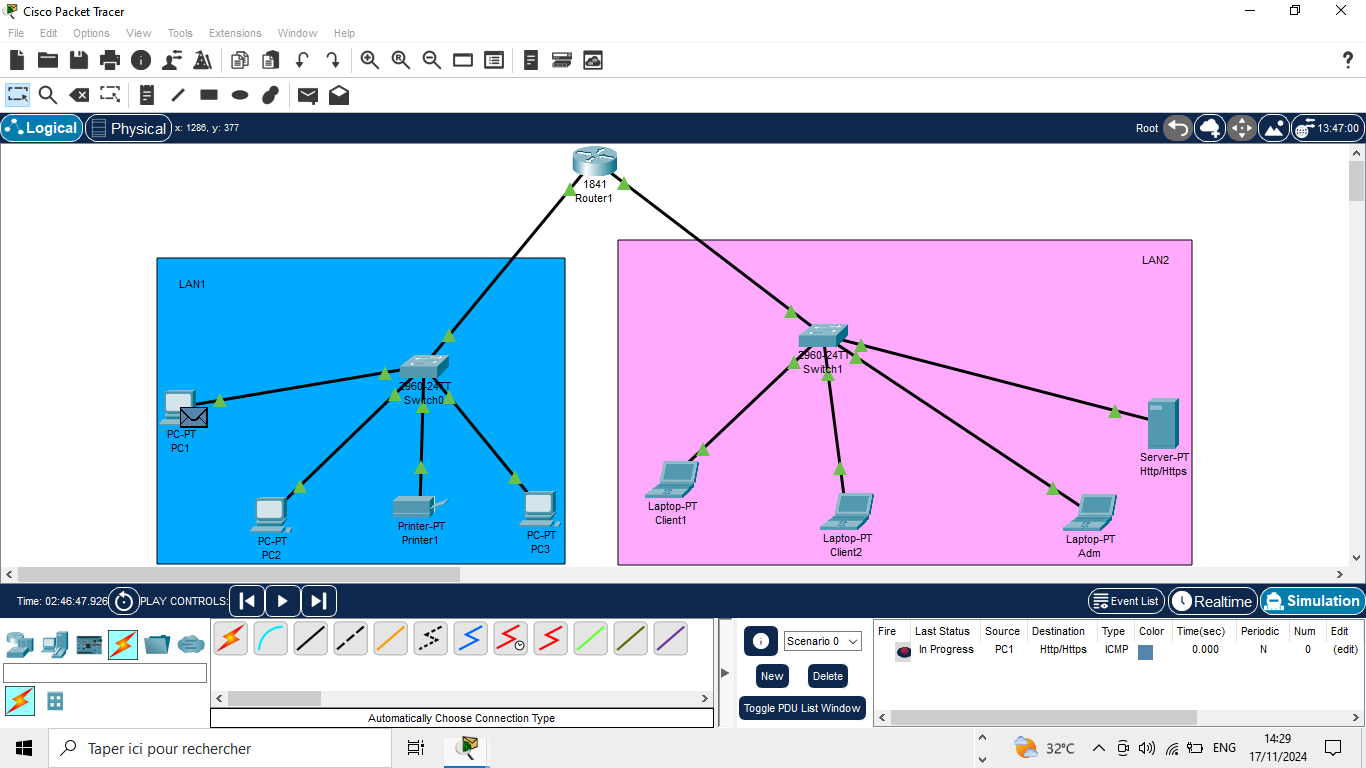 Cisco Packet Tracer
File Edit Options View Tools Extensions Window Help
Logical Physical x: 1286, y: 377 Root 13:47:00
1841
Router1
LAN1
LAN2
2960-24TT
Switch0
2960-24TT
Switch1
PC-PT
PC1
PC-PT
PC2
Printer-PT
Printer1
PC-PT
PC3
Laptop-PT
Client1
Laptop-PT
Client2
Laptop-PT
Adm
Server-PT
Http/Https
Time: 02:46:47.926 PLAY CONTROLS: Event List Realtime Simulation
Scenario 0
New Delete
Toggle PDU List Window
Fire Last Status Source Destination Type Color Time(sec) Periodic Num Edit
In Progress PC1 Http/Https ICMP 0.000 N 0 (edit)
Automatically Choose Connection Type
Taper ici pour rechercher
32°C ENG
14:29
17/11/2024